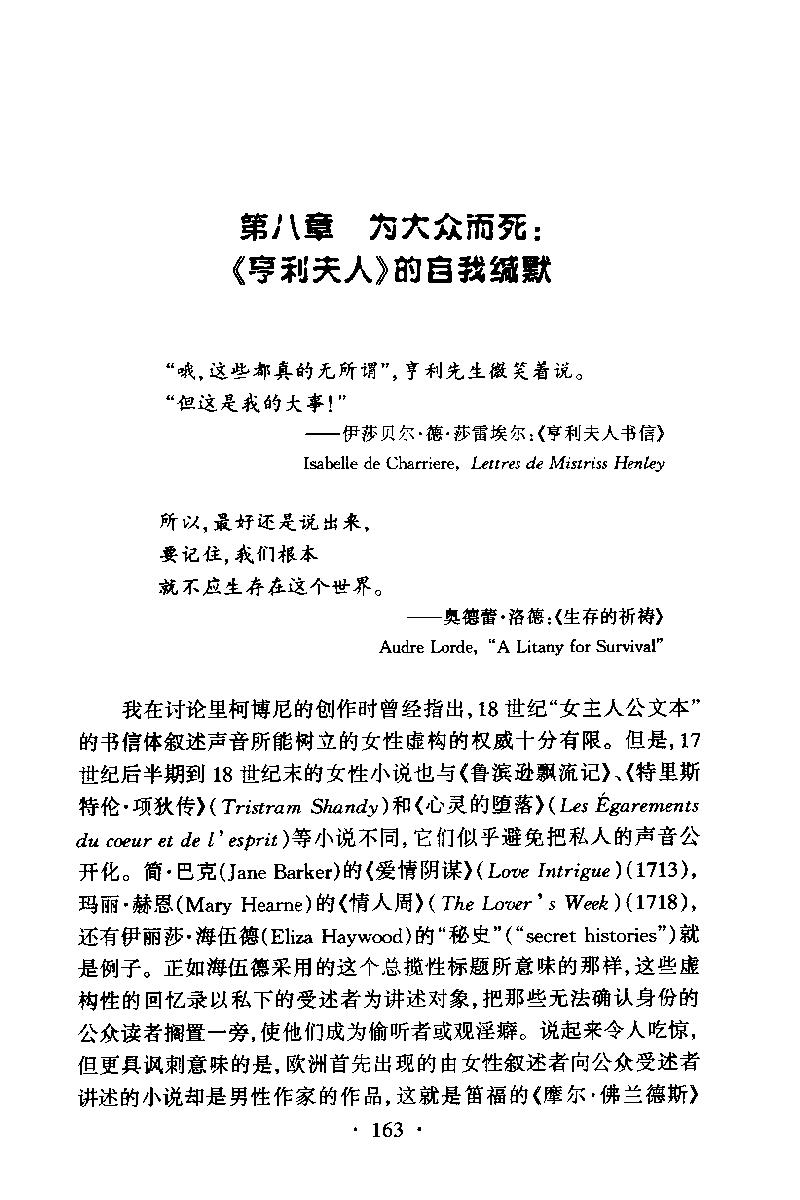 第八章　为大众而死：
《亨利夫人》的自我缄默
“哦，这些都真的无所谓”，亨利先生微笑着说。
“但这是我的大事！”
——伊莎贝尔·德·莎雷埃尔：《亨利夫人书信》
Isabelle de Charriere, Lettres de Mistriss Henley
所以，最好还是说出来，
要记住，我们根本
就不应生存在这个世界。
——奥德蕾·洛德：《生存的祈祷》
Audre Lorde, “A Litany for Survival”
我在讨论里柯博尼的创作时曾经指出，18 世纪“女主人公文本”
的书信体叙述声音所能树立的女性虚构的权威十分有限。但是，17
世纪后半期到 18 世纪末的女性小说也与《鲁滨逊飘流记》、《特里斯
特伦·项狄传》（Tristram Shandy）和《心灵的堕落》（Les Égarements
du coeur et de l’esprit）等小说不同，它们似乎避免把私人的声音公
开化。简·巴克(Jane Barker)的《爱情阴谋》（Love Intrigue）(1713)，
玛丽·赫恩(Mary Hearne)的《情人周》（The Lover’s Week）(1718)，
还有伊丽莎·海伍德(Eliza Haywood)的“秘史”(“secret histories”)就
是例子。正如海伍德采用的这个总揽性标题所意味的那样，这些虚
构性的回忆录以私下的受述者为讲述对象，把那些无法确认身份的
公众读者搁置一旁，使他们成为偷听者或观淫癖。说起来令人吃惊，
但更具讽刺意味的是，欧洲首先出现的由女性叙述者向公众受述者
讲述的小说却是男性作家的作品，这就是笛福的《摩尔·佛兰德斯》
· 163 ·